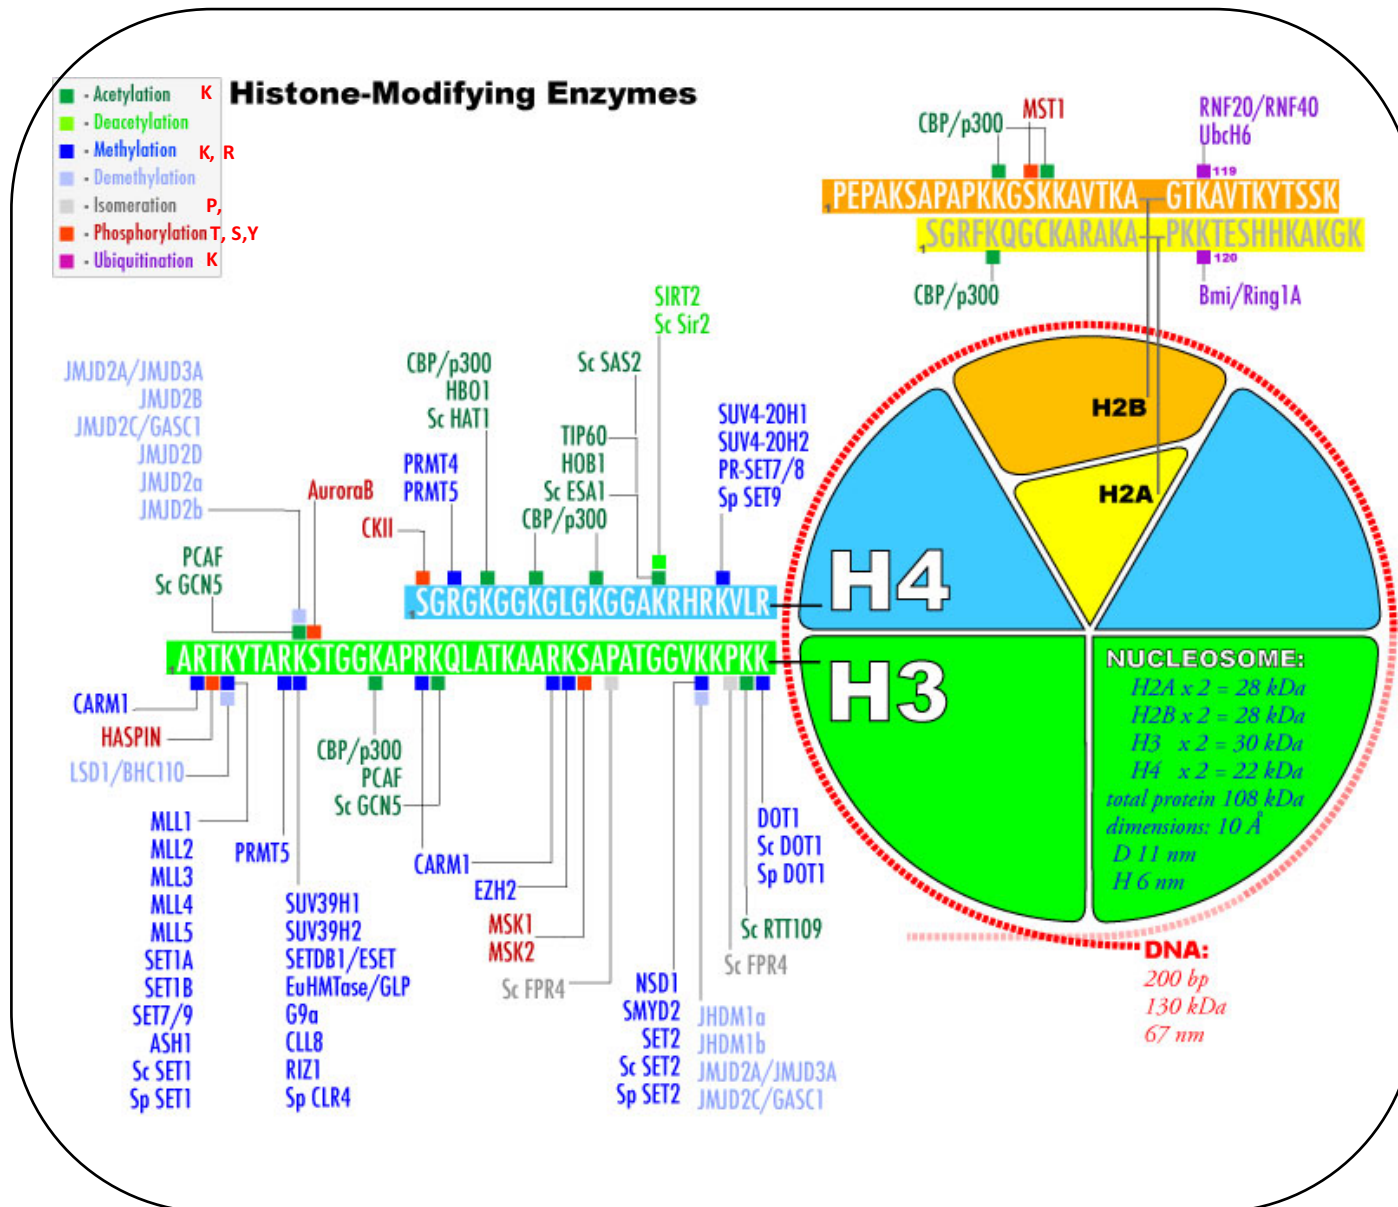 Histone-Modifying Enzymes
- Acetylation K
- Deacetylation
- Methylation K, R
- Demethylation
- Isomeration P,
- Phosphorylation T, S,Y
- Ubiquitination K
CBP/p300
MST1
RNF20/RNF40
UbcH6
119
1 PEPAKSAPAPKKGSKKAVTKA GTKAVTKYTSSK
1 SGRFKQGCKARAKA PKKTESHHKAKGK
120
CBP/p300
Bmi/Ring1A
SIRT2
Sc Sir2
JMJD2A/JMJD3A
JMJD2B
JMJD2C/GASC1
JMJD2D
JMJD2a
JMJD2b
AuroraB
PCAF
Sc GCN5
CBP/p300
HBO1
Sc HAT1
PRMT4
PRMT5
CKII
Sc SAS2
TIP60
HOB1
Sc ESA1
CBP/p300
SUV4-20H1
SUV4-20H2
PR-SET7/8
Sp SET9
1 SGRGKGGKGLGKGGAKRHRKVLR
1 ARTKYTARKSTGGKAPRKQLATKAARKSAPATGGVKKPKK
H2B
H2A
H4
H3
NUCLEOSOME:
H2A x 2 = 28 kDa
H2B x 2 = 28 kDa
H3 x 2 = 30 kDa
H4 x 2 = 22 kDa
total protein 108 kDa
dimensions: 10 Å
D 11 nm
H 6 nm
DNA:
200 bp
130 kDa
67 nm
CARM1
HASPIN
LSD1/BHC110
MLL1
MLL2
MLL3
MLL4
MLL5
SET1A
SET1B
SET7/9
ASH1
Sc SET1
Sp SET1
PRMT5
SUV39H1
SUV39H2
SETDB1/ESET
EuHMTase/GLP
G9a
CLL8
RIZ1
Sp CLR4
CBP/p300
PCAF
Sc GCN5
CARM1
EZH2
MSK1
MSK2
Sc FPR4
NSD1
SMYD2
SET2
Sc SET2
Sp SET2
JHDM1a
JHDM1b
JMJD2A/JMJD3A
JMJD2C/GASC1
Sc FPR4
Sc RTT109
DOT1
Sc DOT1
Sp DOT1